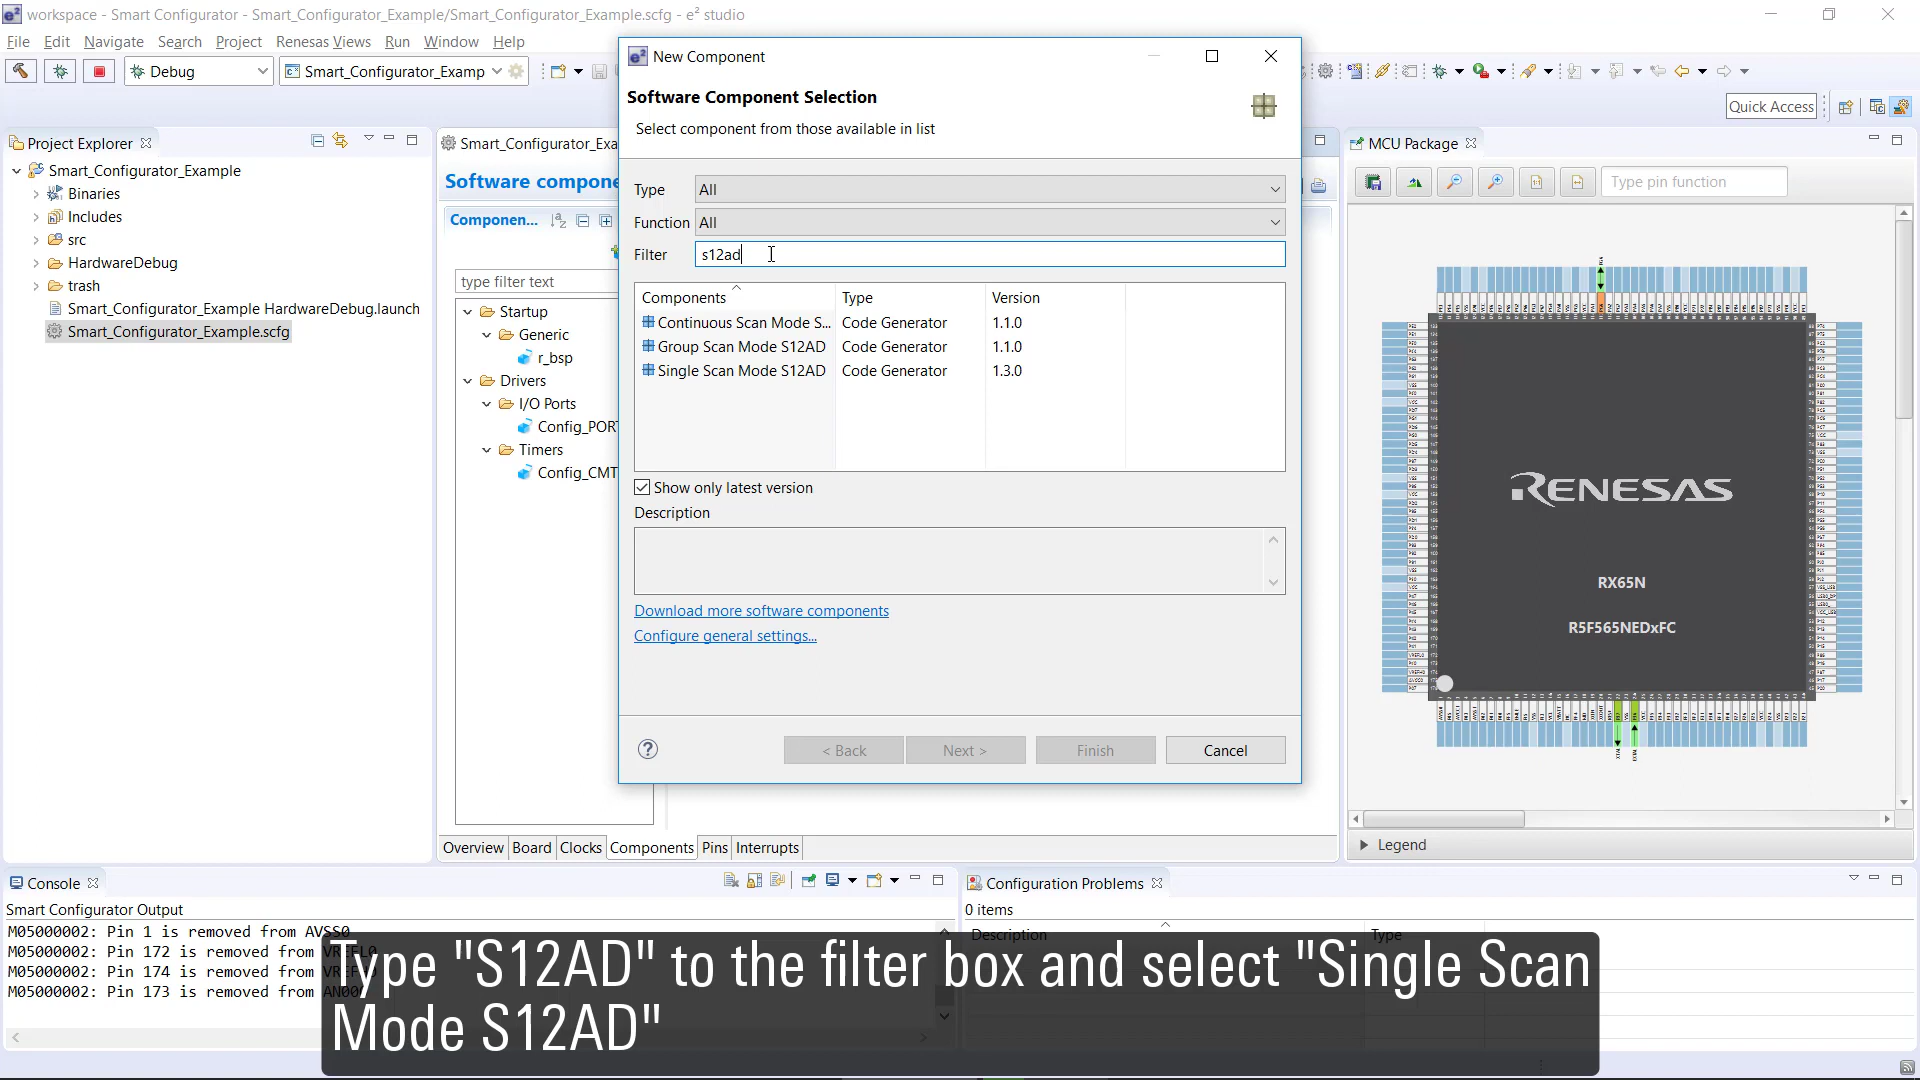 workspace - Smart Configurator - Smart_Configurator_Example/Smart_Configurator_Example.scfg - e² studio
File Edit Navigate Search Project Renesas Views Run Window Help
Debug
Smart_Configurator_Examp
Quick Access
Project Explorer
Smart_Configurator_Example
Binaries
Includes
src
HardwareDebug
trash
Smart_Configurator_Example HardwareDebug.launch
Smart_Configurator_Example.scfg
Smart_Configurator_Exa
Software compone
Componen...
type filter text
Startup
Generic
r_bsp
Drivers
I/O Ports
Config_POR
Timers
Config_CMT
Overview Board Clocks Components Pins Interrupts
New Component
Software Component Selection
Select component from those available in list
Type All
Function All
Filter s12ad
Components Type Version
Continuous Scan Mode S... Code Generator 1.1.0
Group Scan Mode S12AD Code Generator 1.1.0
Single Scan Mode S12AD Code Generator 1.3.0
Show only latest version
Description
Download more software components
Configure general settings...
< Back Next > Finish Cancel
MCU Package
Type pin function
RENESAS
RX65N
R5F565NEDxFC
Legend
Console
Smart Configurator Output
M05000002: Pin 1 is removed from AVSS0
M05000002: Pin 172 is removed from VREFL0
M05000002: Pin 174 is removed from
M05000002: Pin 173 is removed from
Configuration Problems
0 items
Description Type
Type "S12AD" to the filter box and select "Single Scan
Mode S12AD"